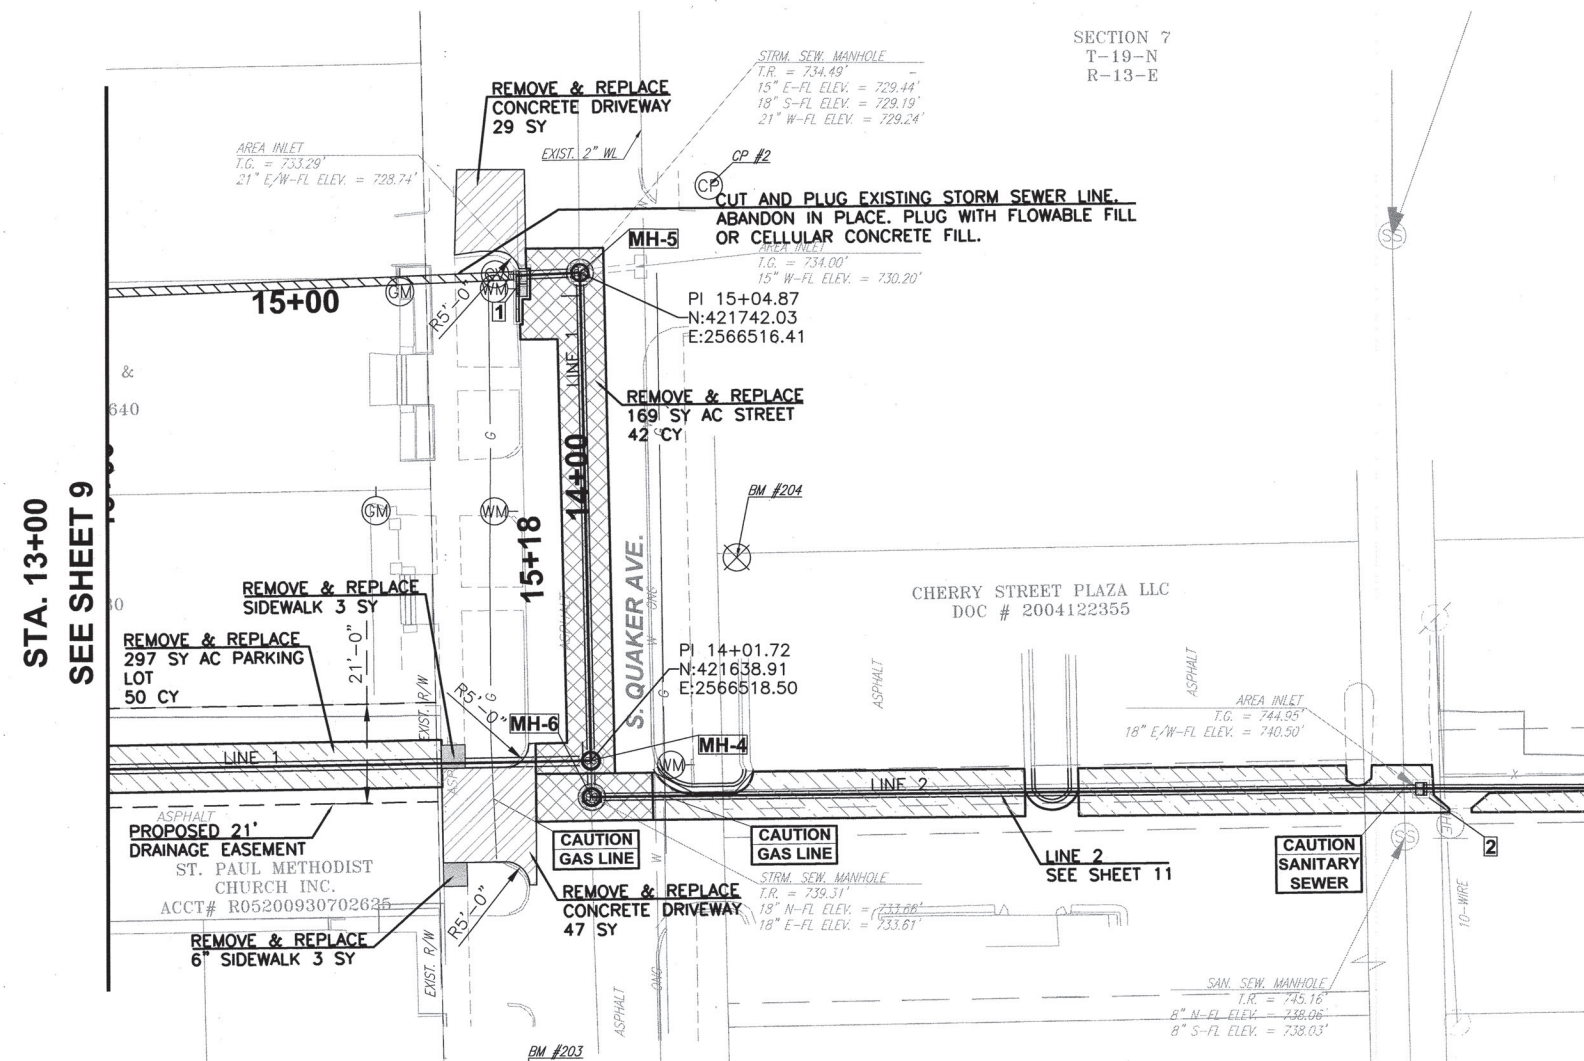 SECTION 7
T-19-N
R-13-E
STRM. SEW. MANHOLE
T.R. = 734.49'
15" E-FL ELEV. = 729.44'
18" S-FL ELEV. = 729.19'
21" W-FL ELEV. = 729.24'
REMOVE & REPLACE
CONCRETE DRIVEWAY
29 SY
AREA INLET
T.G. = 733.29'
21" E/W-FL ELEV. = 728.74'
EXIST. 2" WL
CP #2
CP
CUT AND PLUG EXISTING STORM SEWER LINE.
ABANDON IN PLACE. PLUG WITH FLOWABLE FILL
OR CELLULAR CONCRETE FILL.
MH-5
AREA INLET
T.G. = 734.00'
15" W-FL ELEV. = 730.20'
SS
15+00
GM
WM
1
R5'-0"
PI 15+04.87
N:421742.03
E:2566516.41
LINE 1
&
640
REMOVE & REPLACE
169 SY AC STREET
42 CY
G
G
14+00
BM #204
GM
WM
15+18
STA. 13+00
SEE SHEET 9
S. QUAKER AVE.
ASPHALT
W
ONG
REMOVE & REPLACE
SIDEWALK 3 SY
CHERRY STREET PLAZA LLC
DOC # 2004122355
REMOVE & REPLACE
297 SY AC PARKING
LOT
50 CY
21'-0"
PI 14+01.72
N:421638.91
E:2566518.50
ASPHALT
ASPHALT
EXIST. R/W
R5'-0"
G
G
MH-6
MH-4
WM
AREA INLET
T.G. = 744.95'
18" E/W-FL ELEV. = 740.50'
LINE 1
LINE 2
X
ASPHALT
PROPOSED 21'
DRAINAGE EASEMENT
ST. PAUL METHODIST
CHURCH INC.
ACCT# R05200930702625
CAUTION
GAS LINE
CAUTION
GAS LINE
LINE 2
SEE SHEET 11
CAUTION
SANITARY
SEWER
SS
2
W
STRM. SEW. MANHOLE
T.R. = 739.31'
18" N-FL ELEV. = 733.66'
18" E-FL ELEV. = 733.61'
REMOVE & REPLACE
CONCRETE DRIVEWAY
47 SY
R5'-0"
10-WIRE
REMOVE & REPLACE
6" SIDEWALK 3 SY
EXIST. R/W
ONG
ASPHALT
SAN. SEW. MANHOLE
T.R. = 745.16'
8" N-FL ELEV. = 738.06'
8" S-FL ELEV. = 738.03'
BM #203